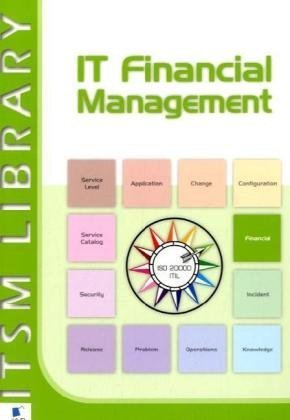 ITSM LIBRARY
IT Financial
Management
Service
Level
Application
Change
Configuration
Service
Catalog
Financial
ISO 20000
ITIL
Security
Incident
Release
Problem
Operations
Knowledge